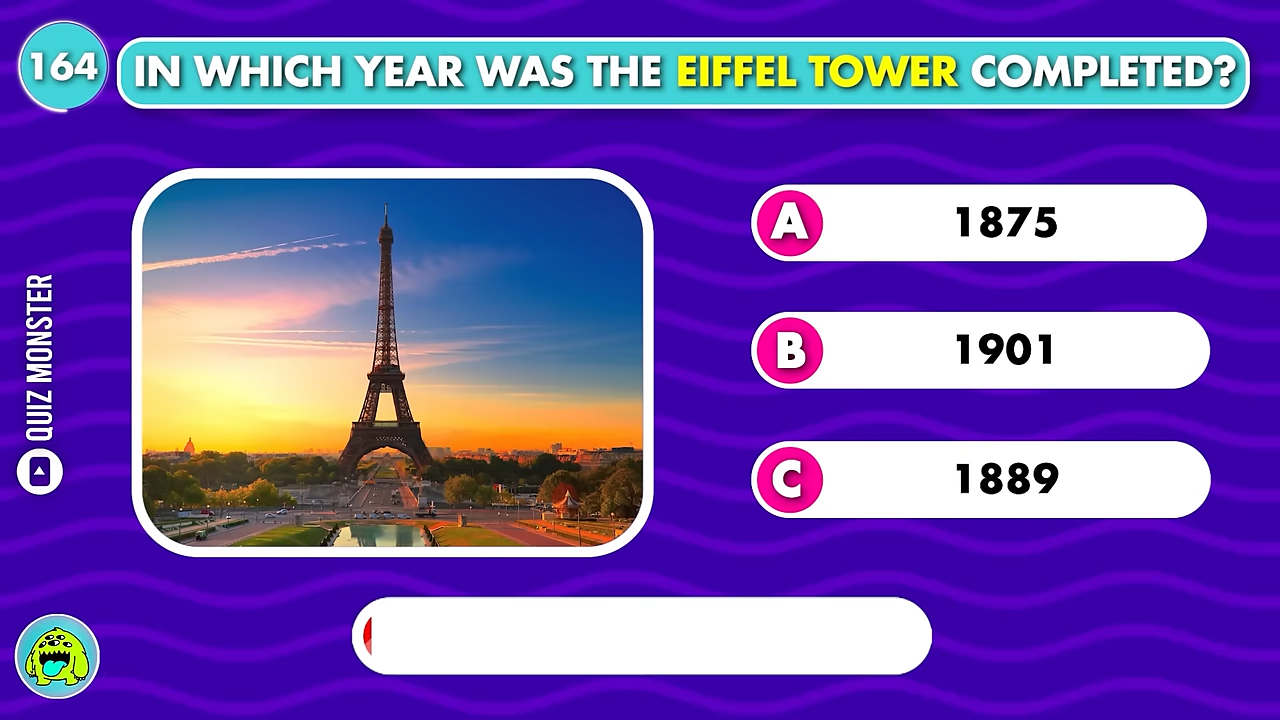 164
IN WHICH YEAR WAS THE EIFFEL TOWER COMPLETED?
A 1875
B 1901
C 1889
QUIZ MONSTER